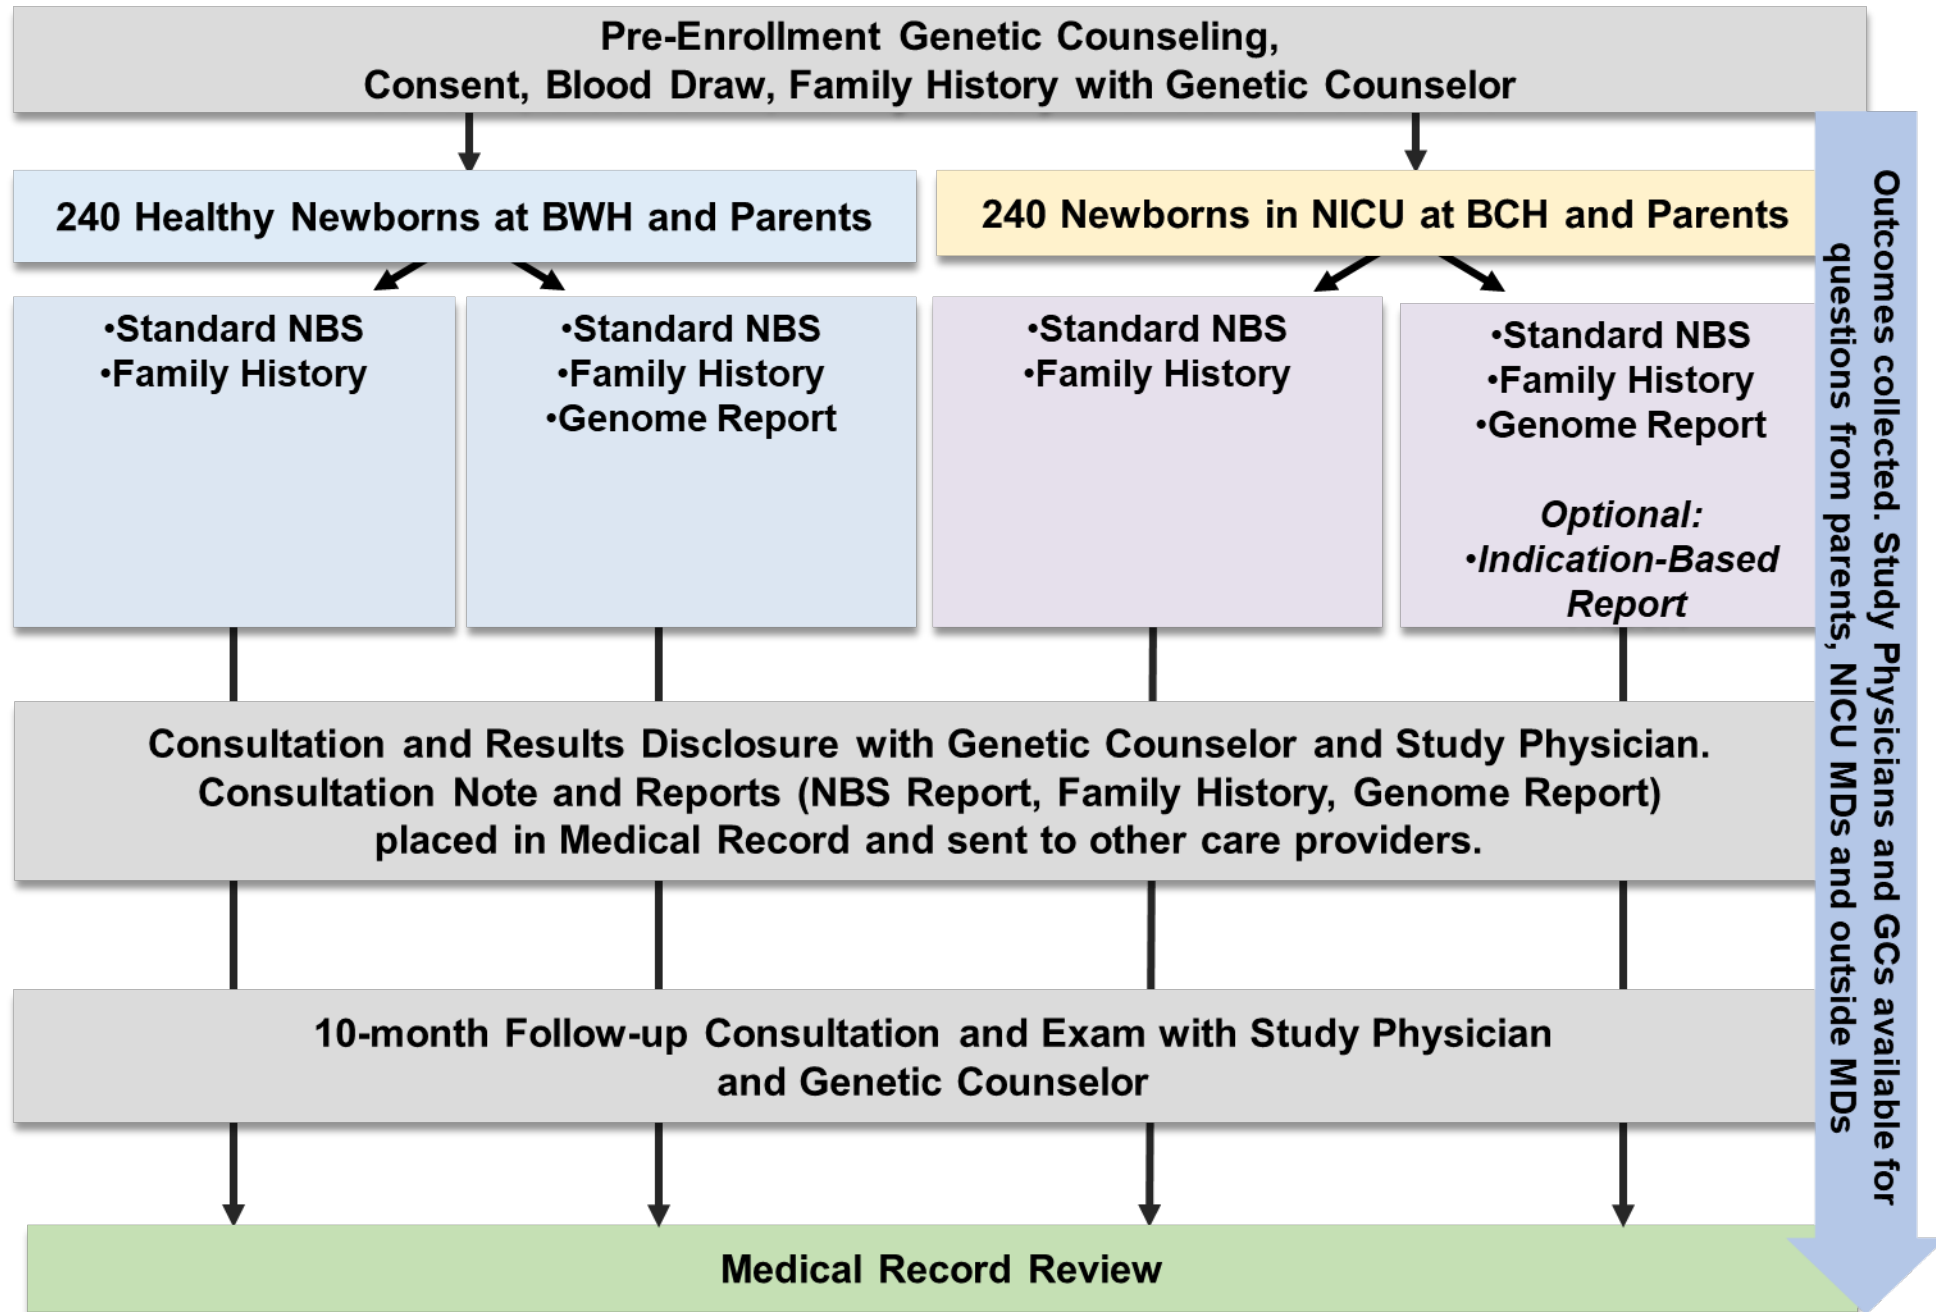 Pre-Enrollment Genetic Counseling,
Consent, Blood Draw, Family History with Genetic Counselor
240 Healthy Newborns at BWH and Parents
240 Newborns in NICU at BCH and Parents
•Standard NBS
•Family History
•Standard NBS
•Family History
•Genome Report
•Standard NBS
•Family History
•Standard NBS
•Family History
•Genome Report
Optional:
•Indication-Based
Report
Consultation and Results Disclosure with Genetic Counselor and Study Physician.
Consultation Note and Reports (NBS Report, Family History, Genome Report)
placed in Medical Record and sent to other care providers.
10-month Follow-up Consultation and Exam with Study Physician
and Genetic Counselor
Medical Record Review
Outcomes collected. Study Physicians and GCs available for
questions from parents, NICU MDs and outside MDs